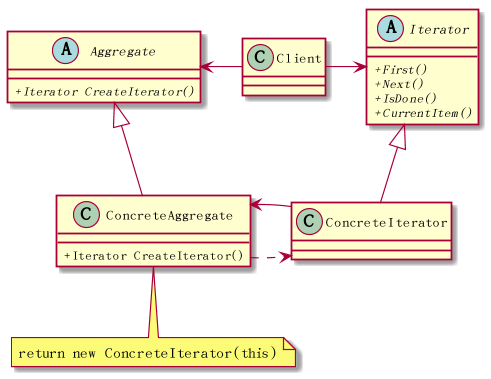 A Aggregate
+Iterator CreateIterator()
C Client
A Iterator
+First()
+Next()
+IsDone()
+CurrentItem()
C ConcreteAggregate
+Iterator CreateIterator()
C ConcreteIterator
return new ConcreteIterator(this)